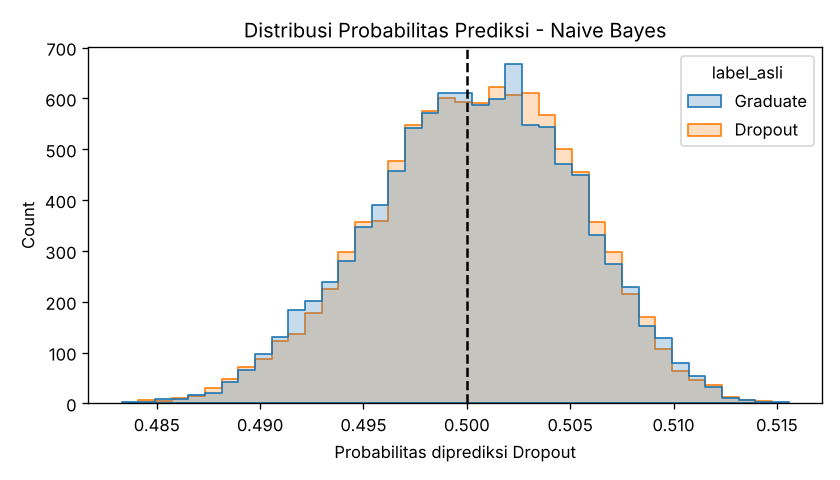 Distribusi Probabilitas Prediksi - Naive Bayes
700
600
500
400
300
200
100
0
Count
label_asli
Graduate
Dropout
0.485 0.490 0.495 0.500 0.505 0.510 0.515
Probabilitas diprediksi Dropout